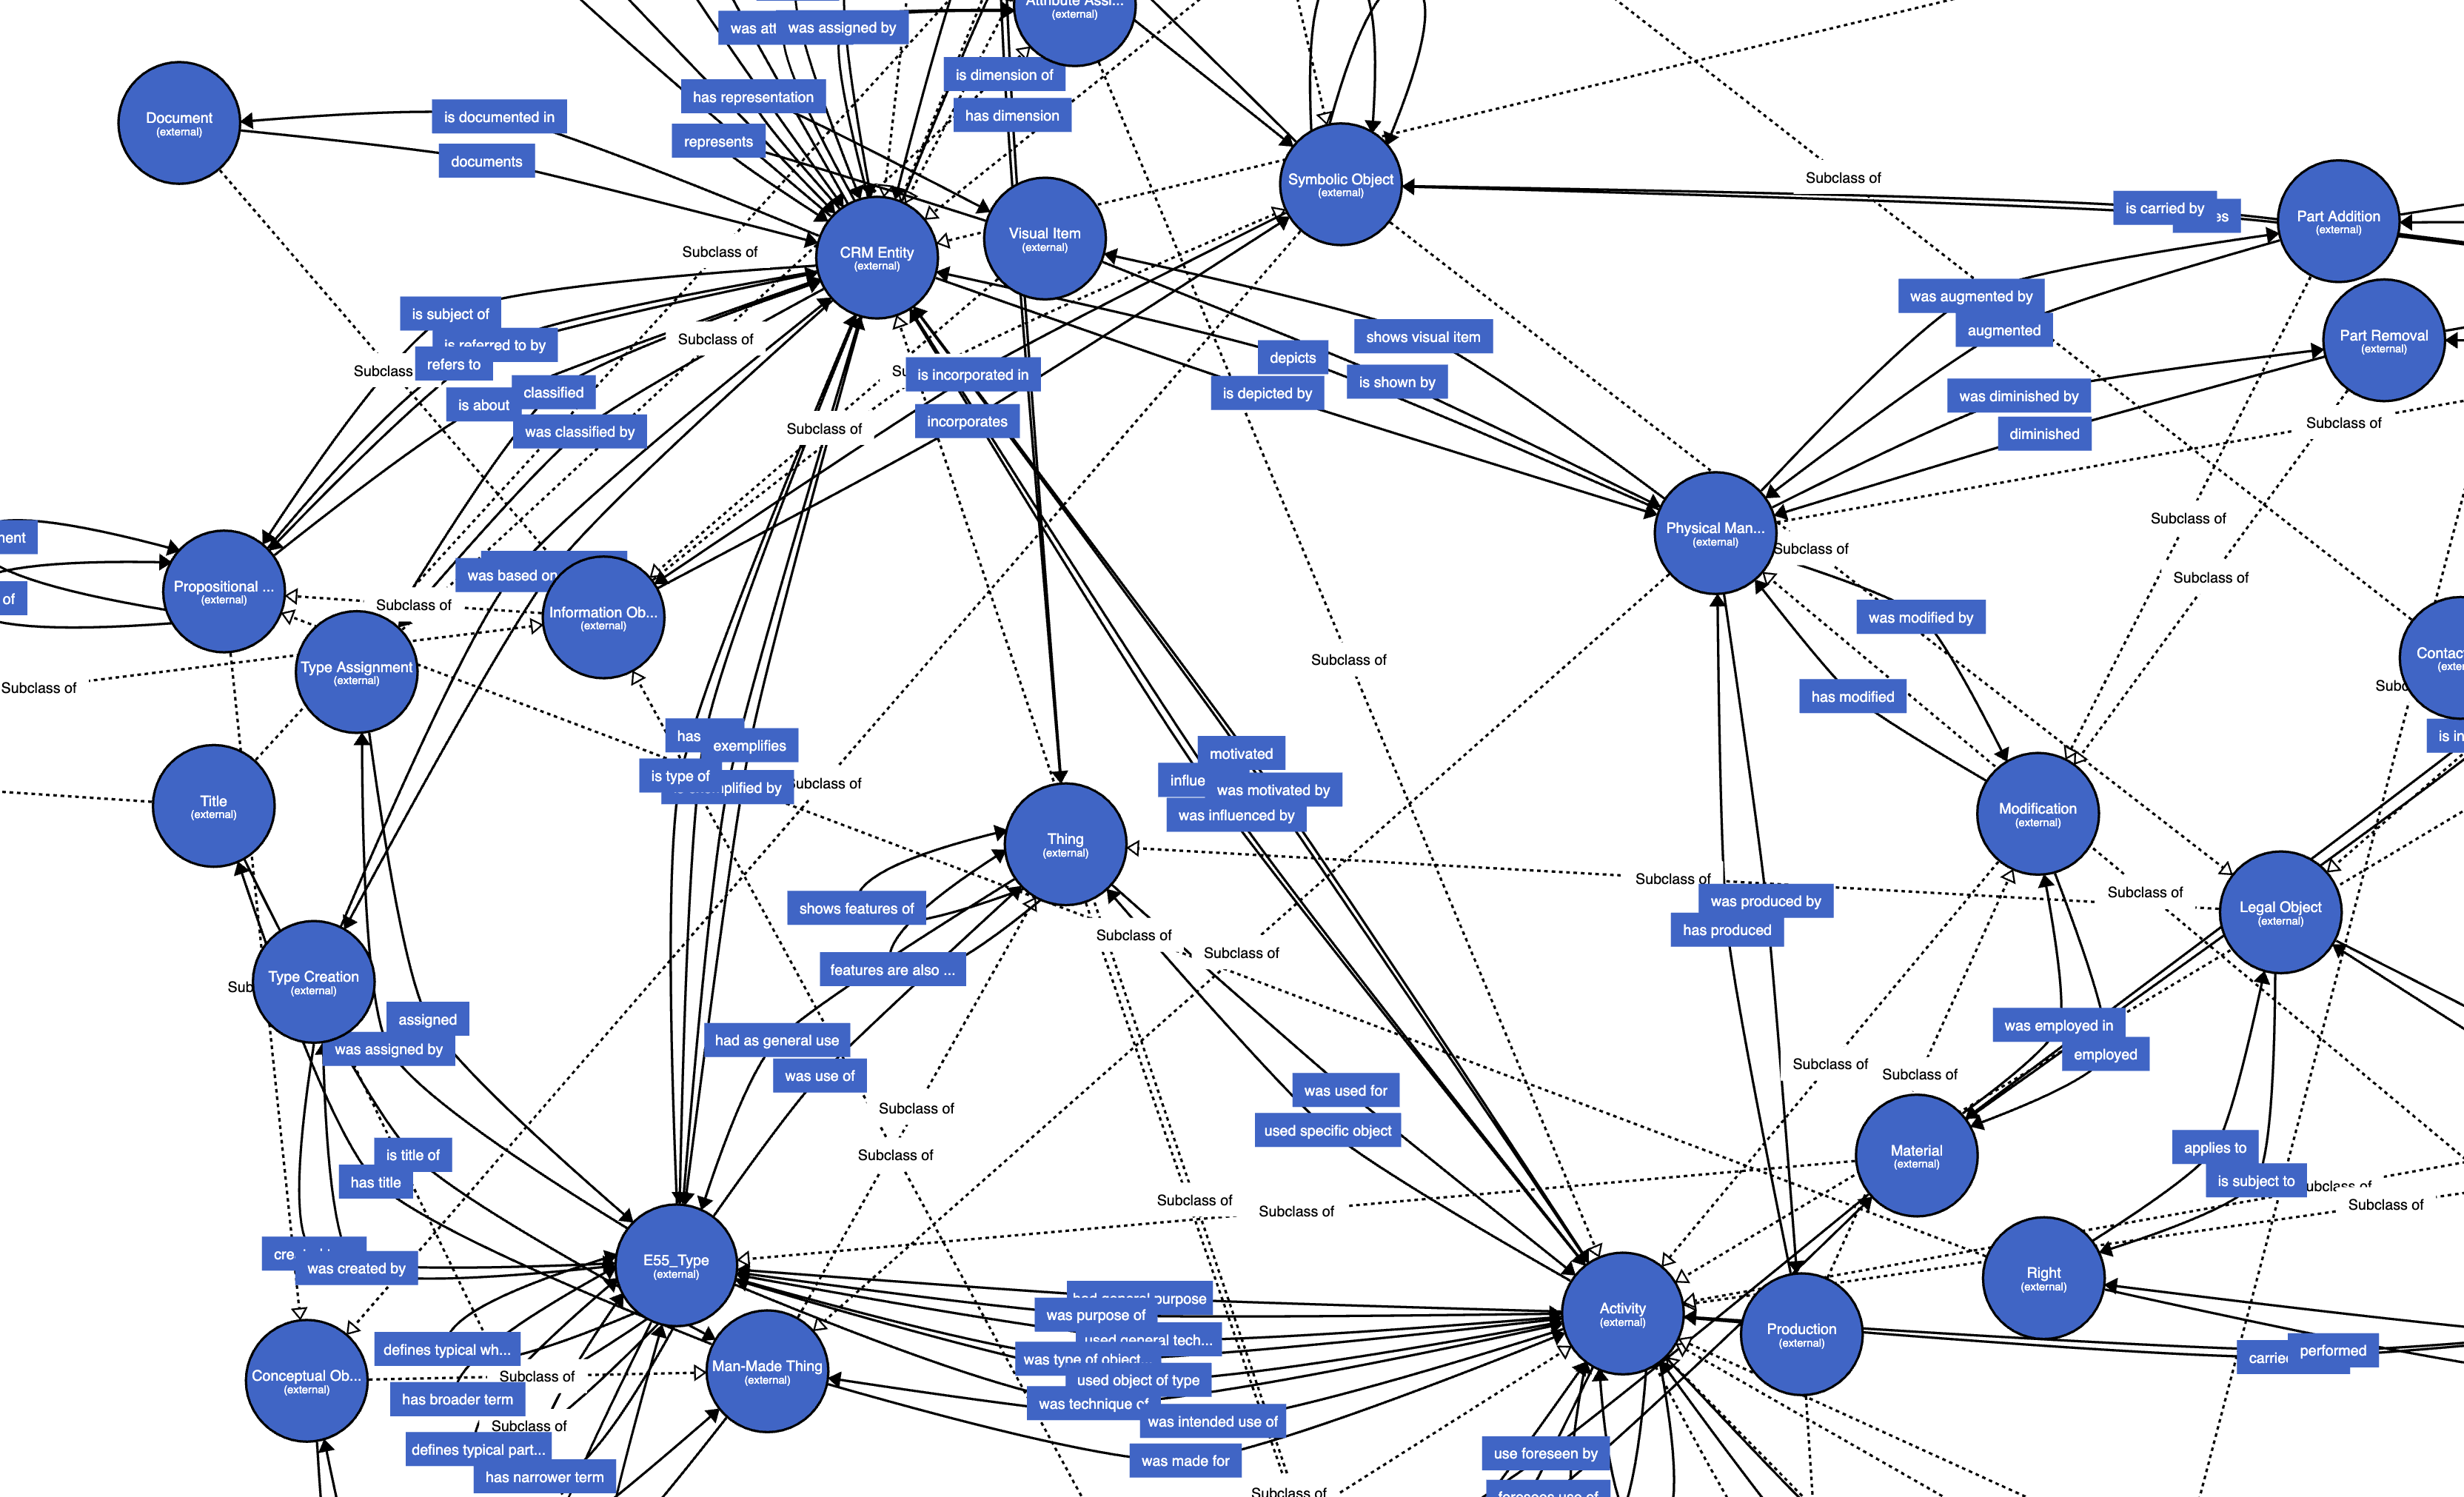 Attribute Assi...
(external)
was att
was assigned by
is dimension of
has representation
has dimension
Document
(external)
is documented in
represents
documents
Symbolic Object
(external)
Subclass of
is carried by
es
Part Addition
(external)
CRM Entity
(external)
Visual Item
(external)
Subclass of
was augmented by
augmented
Part Removal
(external)
is subject of
is referred to by
refers to
Subclass of
shows visual item
depicts
is shown by
is depicted by
Subclass
is incorporated in
incorporates
classified
is about
was classified by
Subclass of
was diminished by
diminished
Subclass of
Physical Man...
(external)
Subclass of
Subclass of
Subclass of
ment
of
Propositional ...
(external)
was based on
Information Ob...
(external)
Subclass of
Type Assignment
(external)
Subclass of
Subclass of
was modified by
has modified
Contac
(exter
Subc
is in
Title
(external)
has
exemplifies
is type of
is exemplified by
Subclass of
motivated
influe
was motivated by
was influenced by
Modification
(external)
Thing
(external)
shows features of
features are also ...
Subclass of
was produced by
has produced
Subclass of
Legal Object
(external)
Subclass of
Subclass of
Type Creation
(external)
Sub
assigned
was assigned by
had as general use
was use of
was employed in
employed
Subclass of
Subclass of
was used for
used specific object
Subclass of
Subclass of
Material
(external)
is title of
has title
applies to
is subject to
ubclass of
Subclass of
Subclass of
Subclass of
was created by
E55_Type
(external)
Right
(external)
had general purpose
was purpose of
used general tech...
was type of object...
used object of type
was technique of
was intended use of
was made for
Activity
(external)
Production
(external)
carried
performed
defines typical wh...
Conceptual Ob...
(external)
Subclass of
Man-Made Thing
(external)
has broader term
Subclass of
defines typical part...
has narrower term
use foreseen by
foresees use of
Subclass of